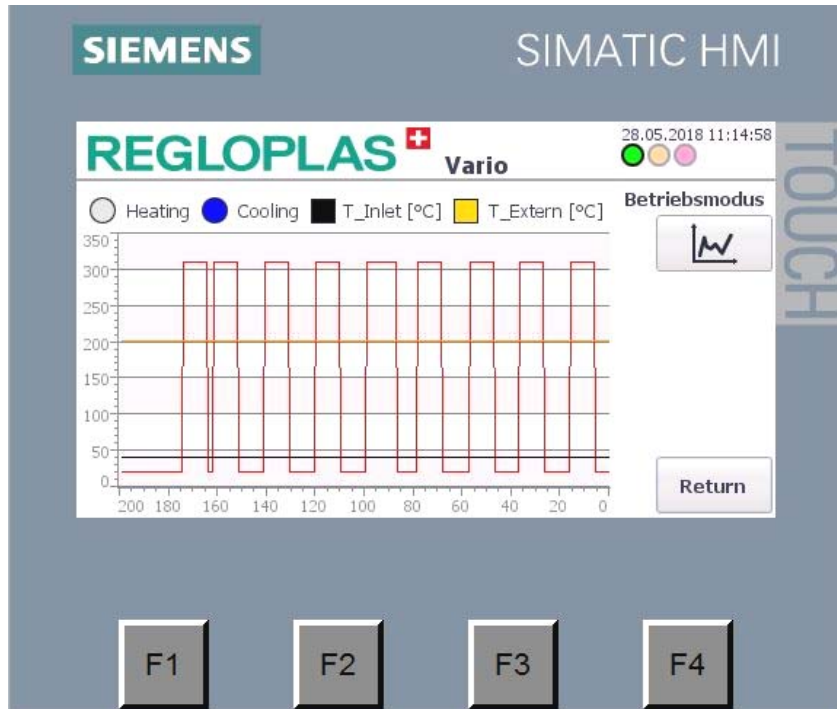 SIEMENS
SIMATIC HMI
TOUCH
REGLOPLAS
Vario
28.05.2018 11:14:58
Heating Cooling T_Inlet [°C] T_Extern [°C]
Betriebsmodus
350
300
250
200
150
100
50
0
200 180 160 140 120 100 80 60 40 20 0
Return
F1 F2 F3 F4